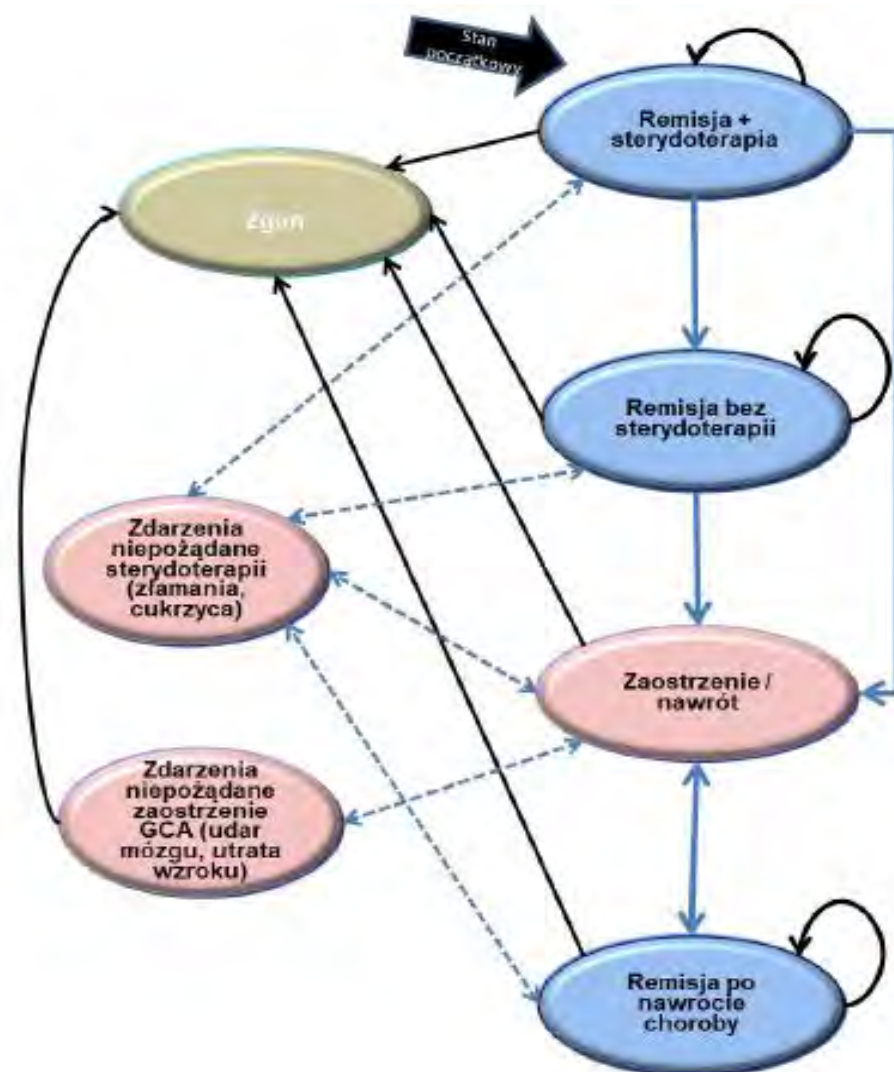 Stan
początkowy
Remisja +
sterydoterapia
Zgon
Remisja bez
sterydoterapii
Zdarzenia
niepożądane
sterydoterapii
(złamania,
cukrzyca)
Zaostrzenie /
nawrót
Zdarzenia
niepożądane
zaostrzenie
GCA (udar
mózgu, utrata
wzroku)
Remisja po
nawrocie
choroby